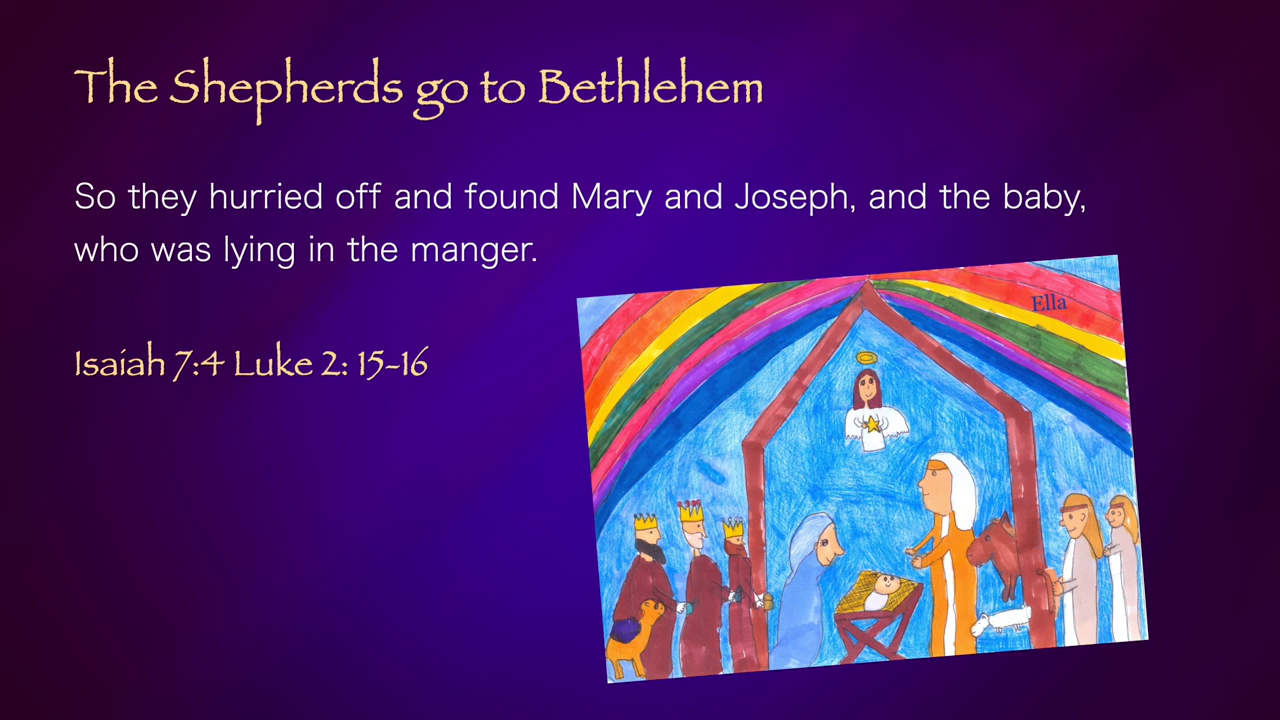 The Shepherds go to Bethlehem
So they hurried off and found Mary and Joseph, and the baby,
who was lying in the manger.
Ella
Isaiah 7:4 Luke 2: 15-16